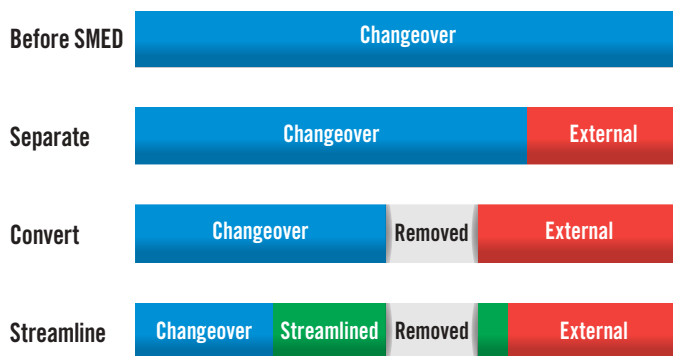 Before SMED Changeover
Separate Changeover External
Convert Changeover Removed External
Streamline Changeover Streamlined Removed External